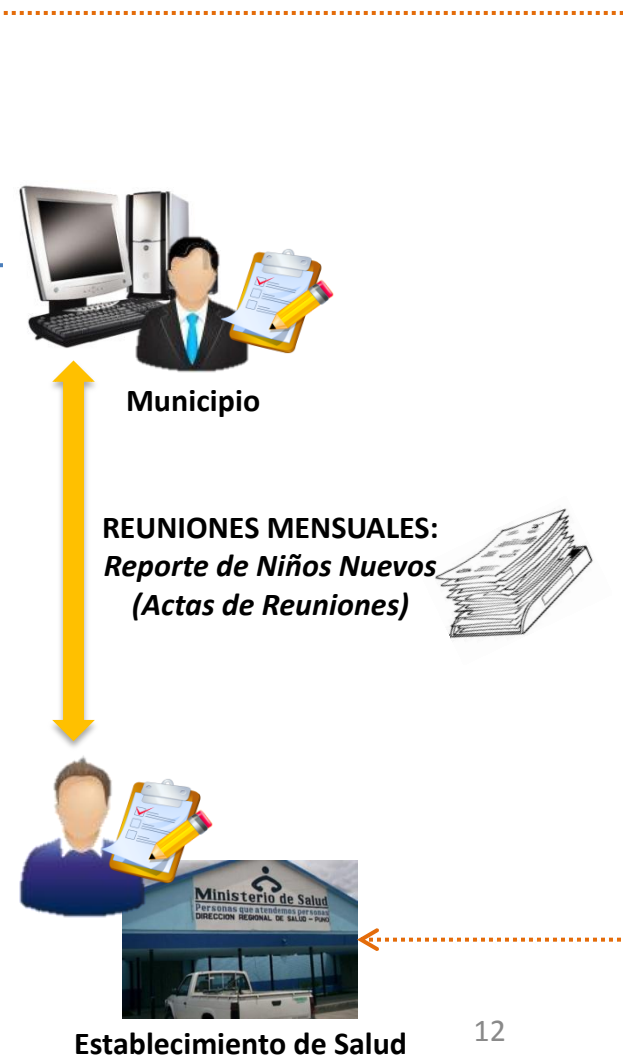 Municipio
REUNIONES MENSUALES:
Reporte de Niños Nuevos
(Actas de Reuniones)
Ministerio de Salud
Personas que atendemos personas
DIRECCION REGIONAL DE SALUD - PUNO
Establecimiento de Salud
12